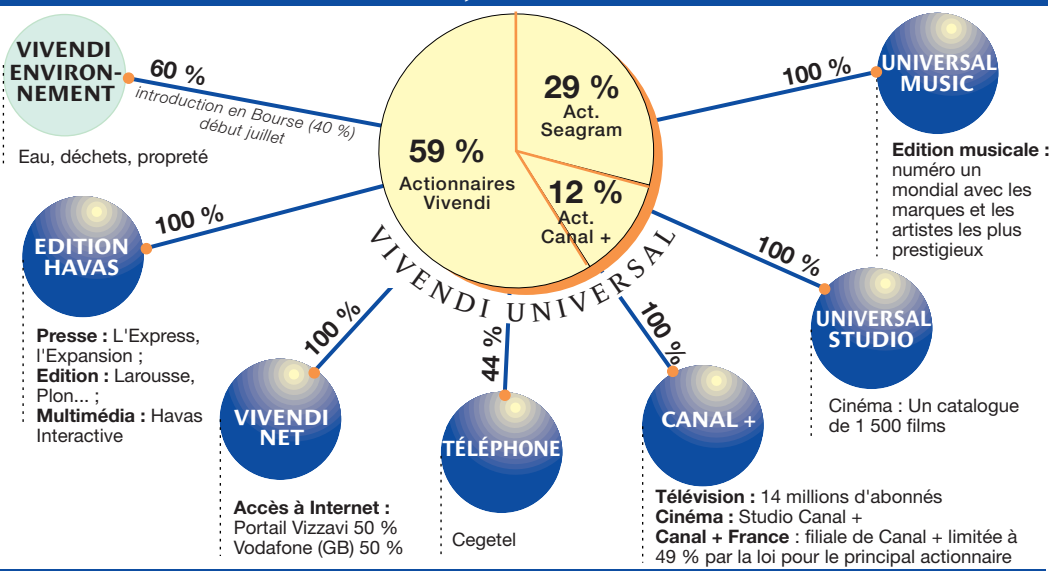 VIVENDI
ENVIRON-
NEMENT
60 %
introduction en Bourse (40 %)
début juillet
Eau, déchets, propreté
59 %
Actionnaires
Vivendi
29 %
Act.
Seagram
12 %
Act.
Canal +
VIVENDI UNIVERSAL
100 %
UNIVERSAL
MUSIC
Edition musicale :
numéro un
mondial avec les
marques et les
artistes les plus
prestigieux
100 %
EDITION
HAVAS
Presse : L'Express,
l'Expansion ;
Edition : Larousse,
Plon... ;
Multimédia : Havas
Interactive
100 %
VIVENDI
NET
Accès à Internet :
Portail Vizzavi 50 %
Vodafone (GB) 50 %
44 %
TÉLÉPHONE
Cegetel
100 %
CANAL +
Télévision : 14 millions d'abonnés
Cinéma : Studio Canal +
Canal + France : filiale de Canal + limitée à
49 % par la loi pour le principal actionnaire
100 %
UNIVERSAL
STUDIO
Cinéma : Un catalogue
de 1 500 films